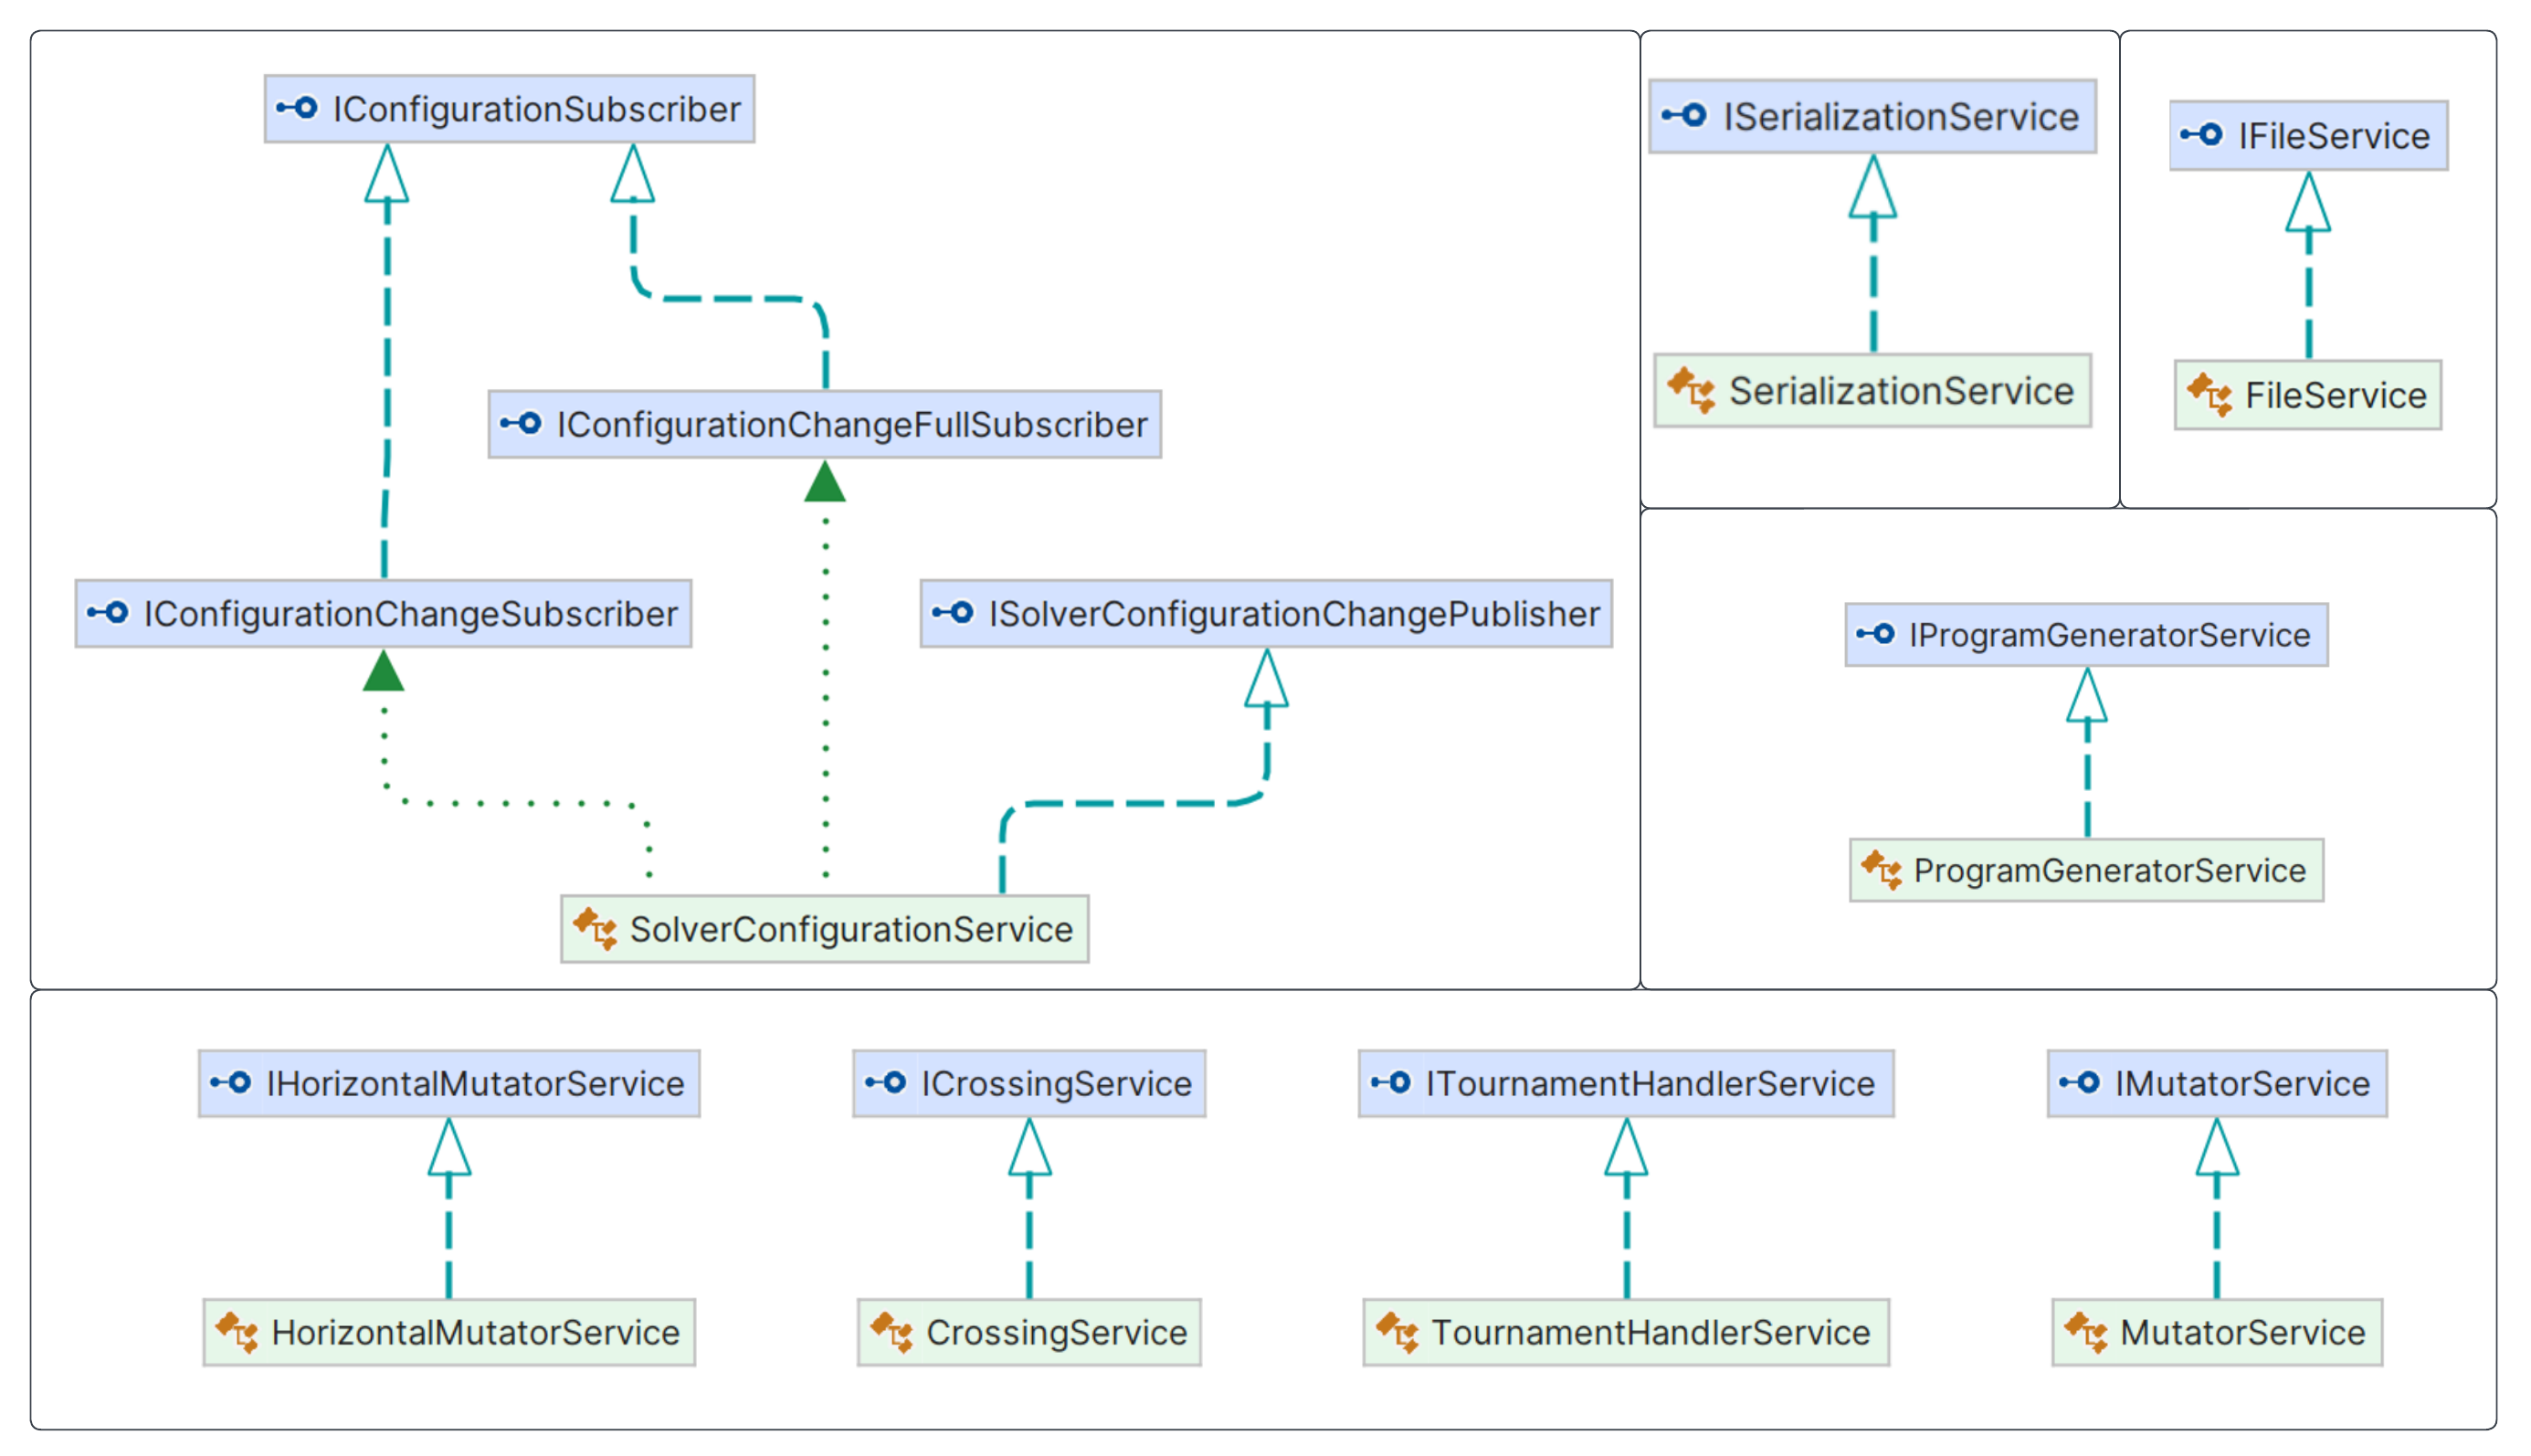 IConfigurationSubscriber
IConfigurationChangeFullSubscriber
IConfigurationChangeSubscriber
ISolverConfigurationChangePublisher
SolverConfigurationService
ISerializationService
SerializationService
IFileService
FileService
IProgramGeneratorService
ProgramGeneratorService
IHorizontalMutatorService
ICrossingService
ITournamentHandlerService
IMutatorService
HorizontalMutatorService
CrossingService
TournamentHandlerService
MutatorService